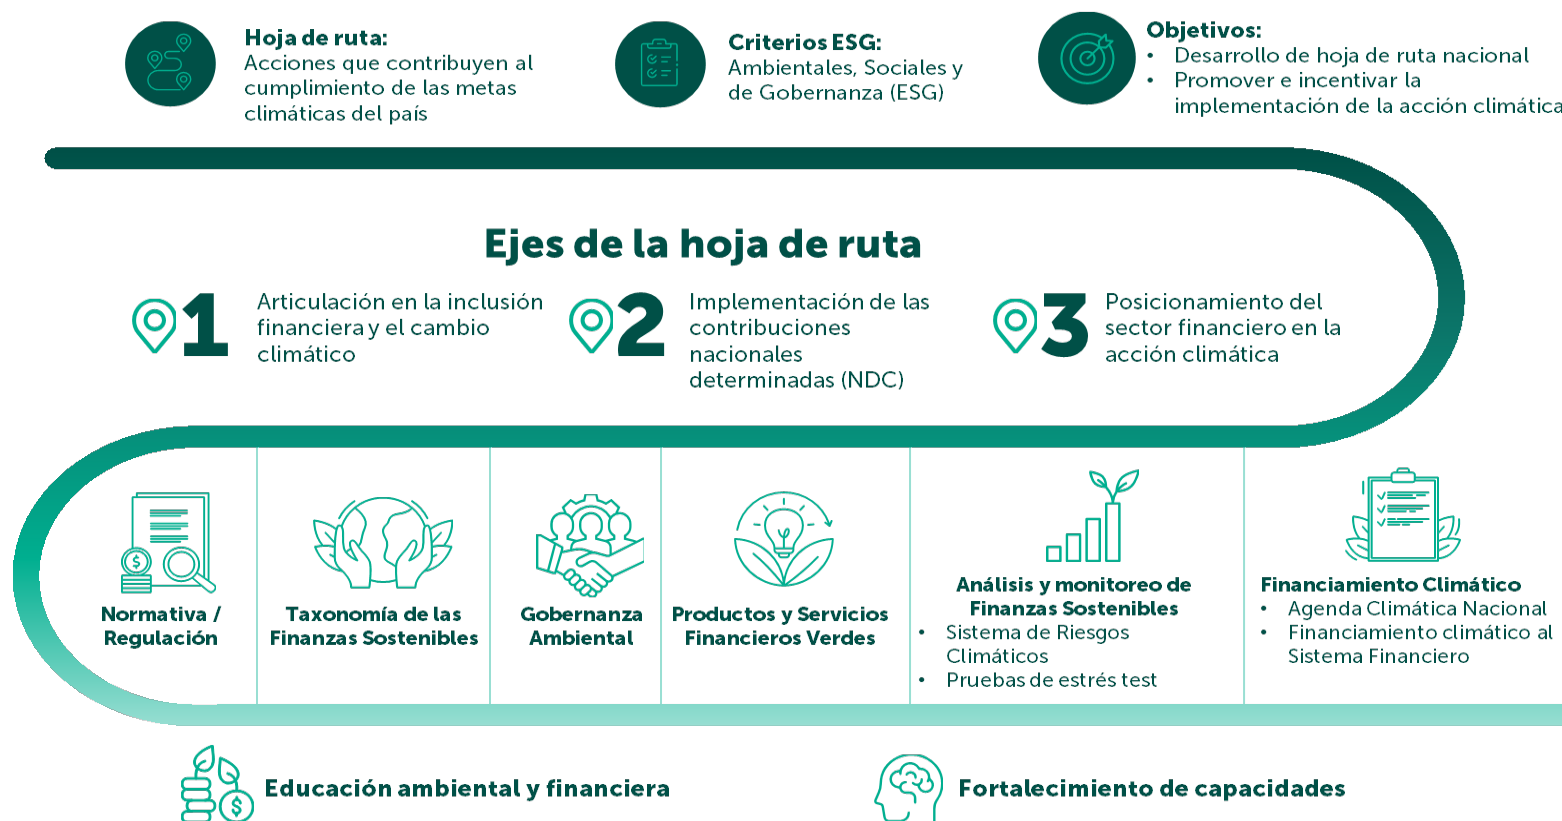 Hoja de ruta:
Acciones que contribuyen al
cumplimiento de las metas
climáticas del país
Criterios ESG:
Ambientales, Sociales y
de Gobernanza (ESG)
Objetivos:
• Desarrollo de hoja de ruta nacional
• Promover e incentivar la
implementación de la acción climática
Ejes de la hoja de ruta
1
Articulación en la inclusión
financiera y el cambio
climático
2
Implementación de las
contribuciones
nacionales
determinadas (NDC)
3
Posicionamiento del
sector financiero en la
acción climática
$
Normativa /
Regulación
Taxonomía de las
Finanzas Sostenibles
Gobernanza
Ambiental
Productos y Servicios
Financieros Verdes
Análisis y monitoreo de
Finanzas Sostenibles
• Sistema de Riesgos
Climáticos
• Pruebas de estrés test
Financiamiento Climático
• Agenda Climática Nacional
• Financiamiento climático al
Sistema Financiero
$
Educación ambiental y financiera
Fortalecimiento de capacidades